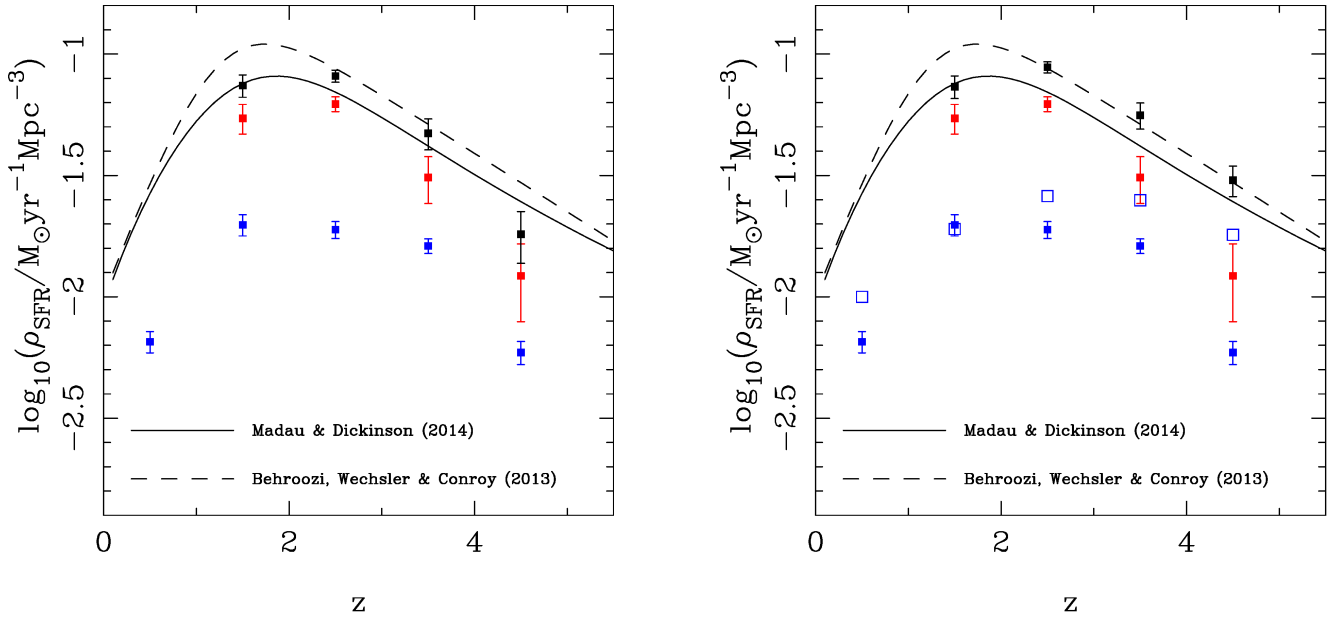 log₁₀(ρSFR/M⊙yr⁻¹Mpc⁻³)
−1
−1.5
−2
−2.5
Madau & Dickinson (2014)
Behroozi, Wechsler & Conroy (2013)
0 2 4
z
log₁₀(ρSFR/M⊙yr⁻¹Mpc⁻³)
−1
−1.5
−2
−2.5
Madau & Dickinson (2014)
Behroozi, Wechsler & Conroy (2013)
0 2 4
z